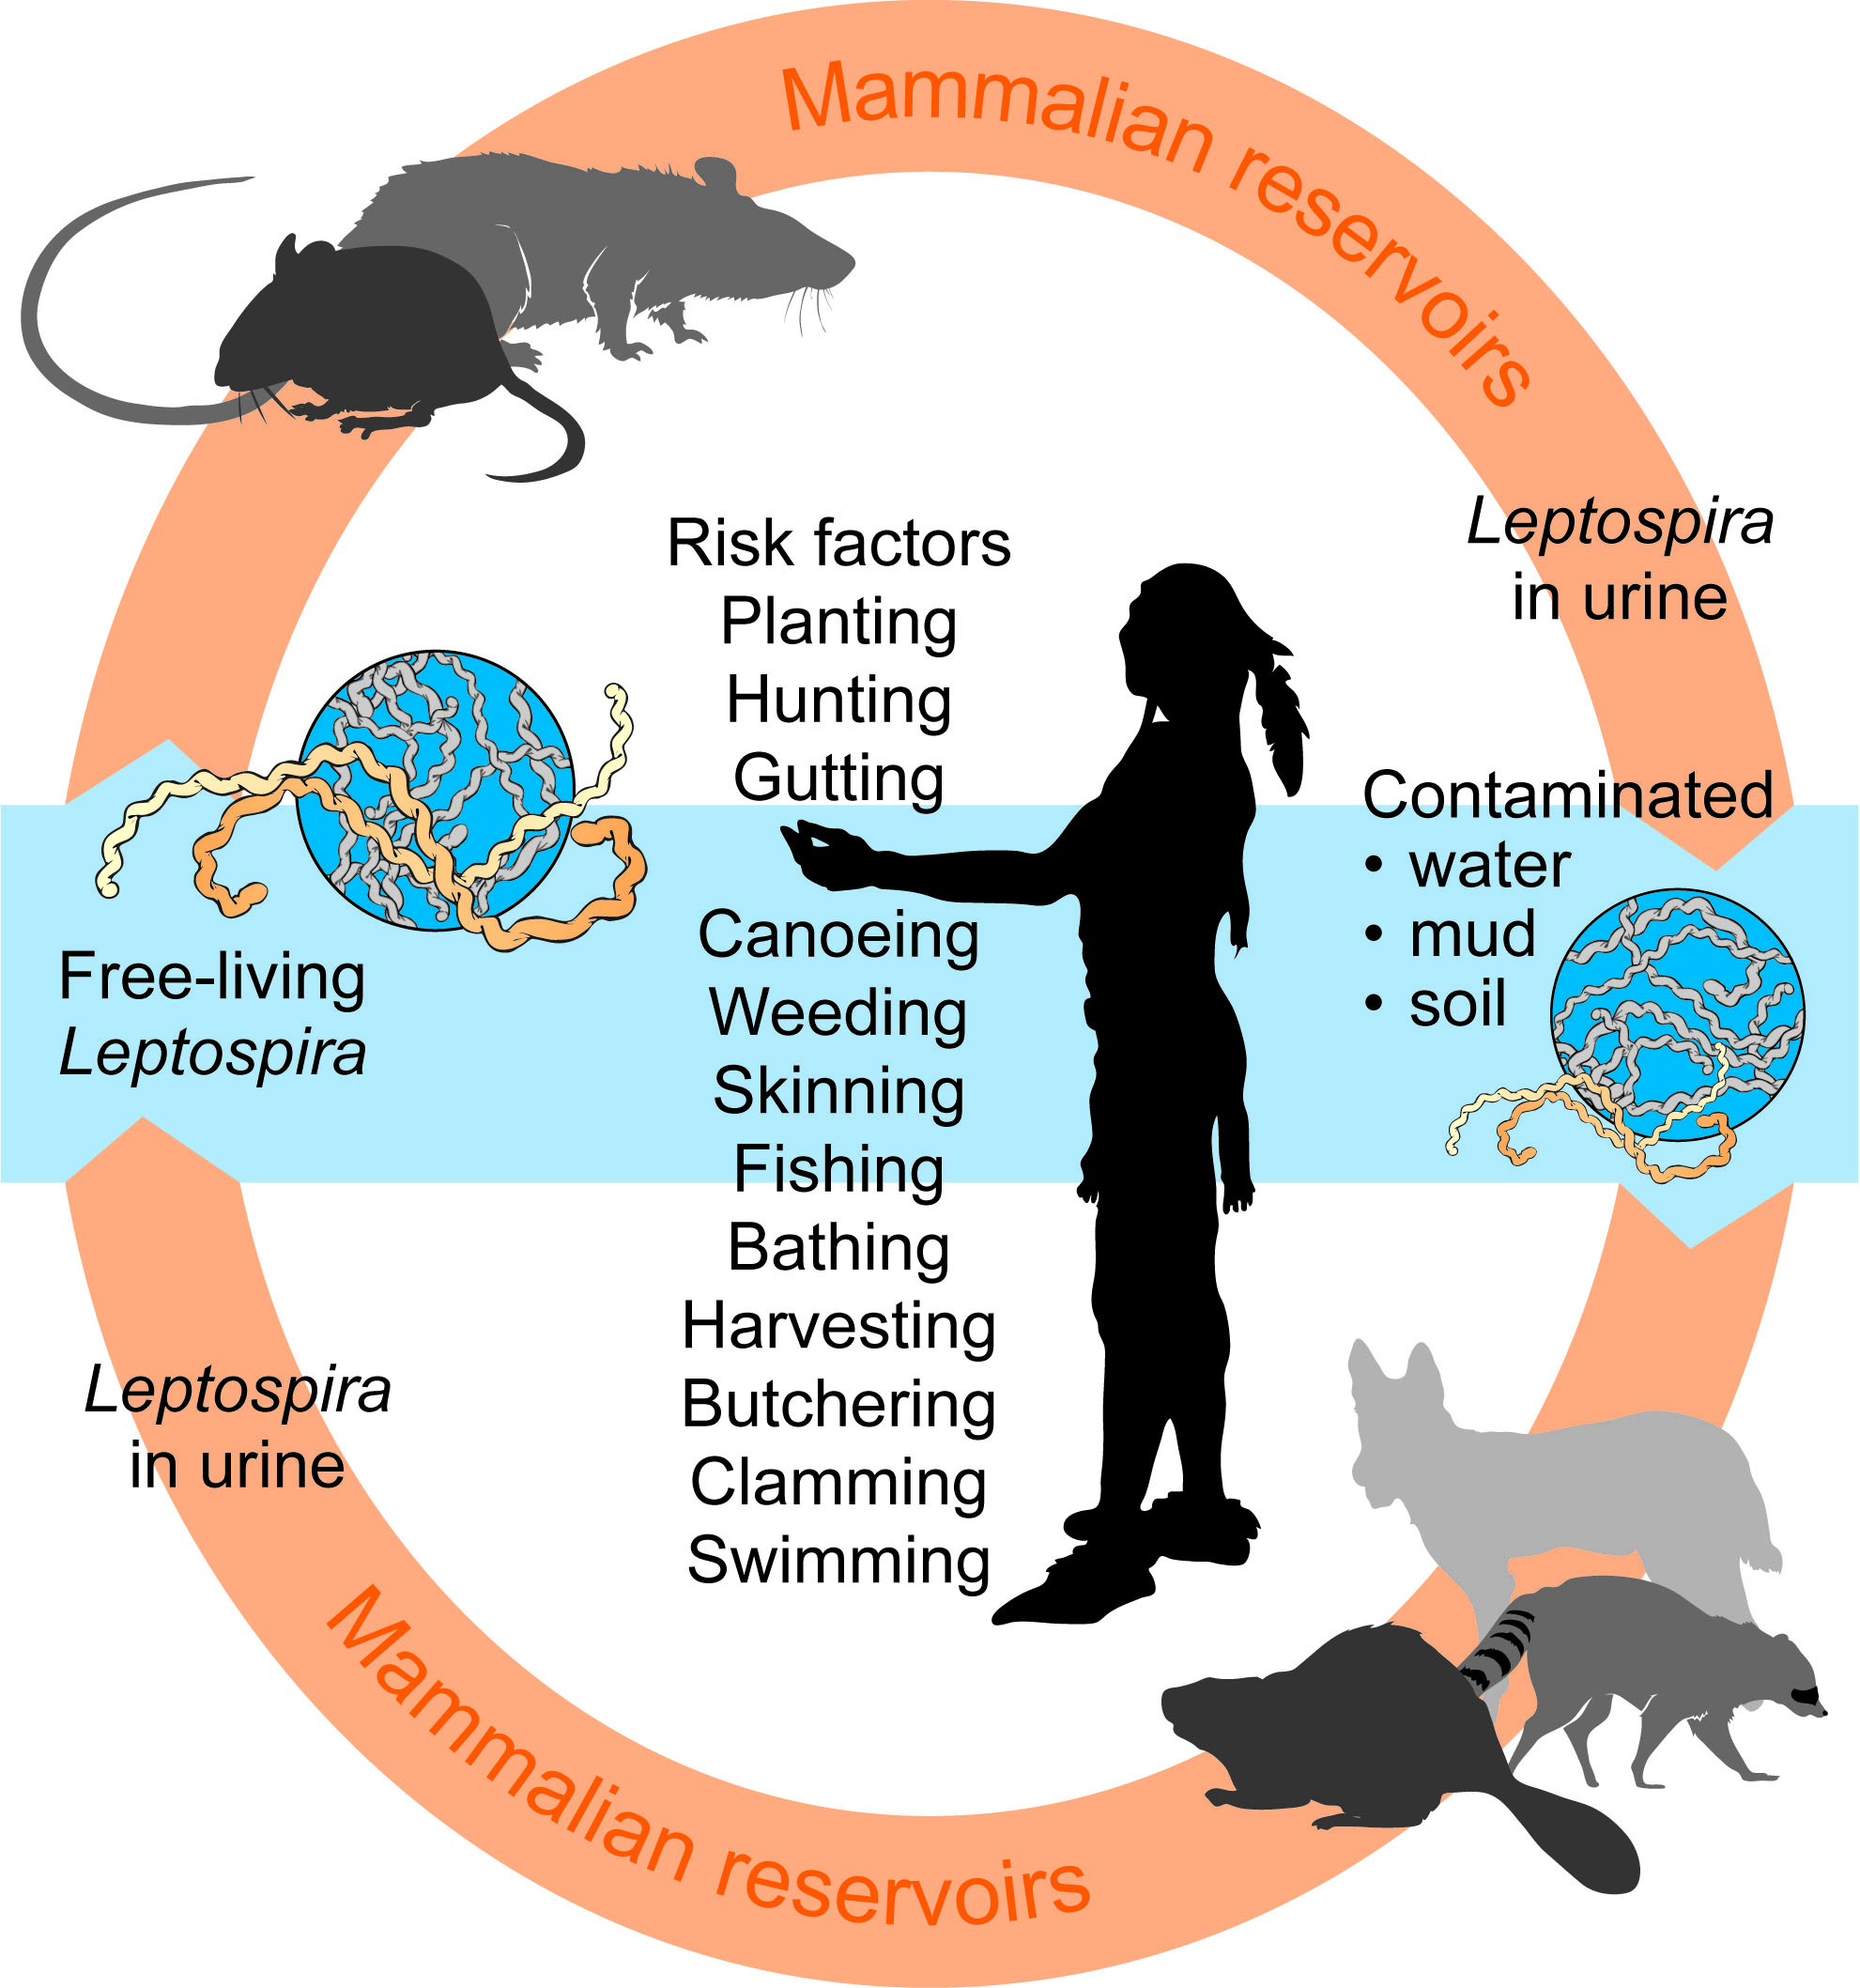 Mammalian reservoirs
Leptospira
in urine
Risk factors
Planting
Hunting
Gutting
Canoeing
Weeding
Skinning
Fishing
Bathing
Harvesting
Butchering
Clamming
Swimming
Contaminated
• water
• mud
• soil
Free-living
Leptospira
Leptospira
in urine
Mammalian reservoirs